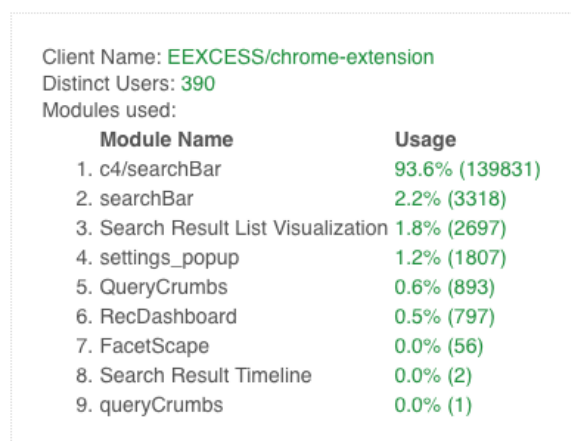 Client Name: EEXCESS/chrome-extension
Distinct Users: 390
Modules used:
Module Name Usage
1. c4/searchBar 93.6% (139831)
2. searchBar 2.2% (3318)
3. Search Result List Visualization 1.8% (2697)
4. settings_popup 1.2% (1807)
5. QueryCrumbs 0.6% (893)
6. RecDashboard 0.5% (797)
7. FacetScape 0.0% (56)
8. Search Result Timeline 0.0% (2)
9. queryCrumbs 0.0% (1)